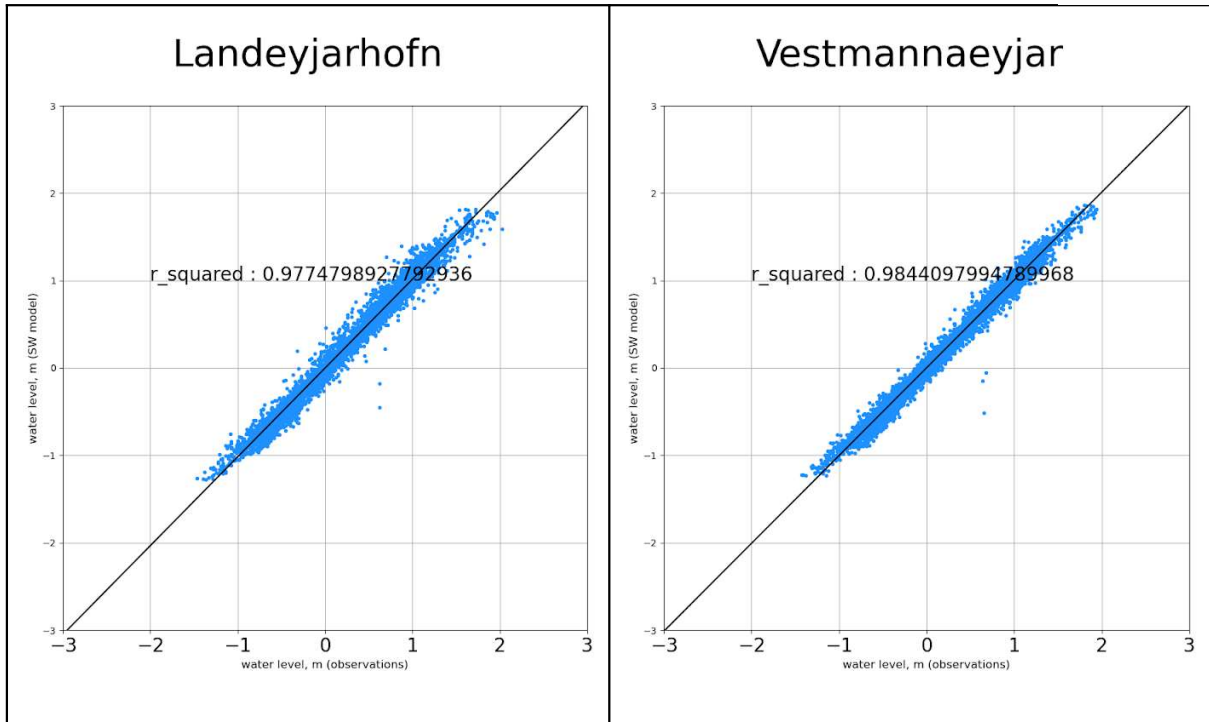 Landeyjarhofn
3
2
1
0
−1
−2
−3
water level, m (SW model)
r_squared : 0.9774798927792936
−3 −2 −1 0 1 2 3
water level, m (observations)
Vestmannaeyjar
3
2
1
0
−1
−2
−3
water level, m (SW model)
r_squared : 0.9844097994789968
−3 −2 −1 0 1 2 3
water level, m (observations)